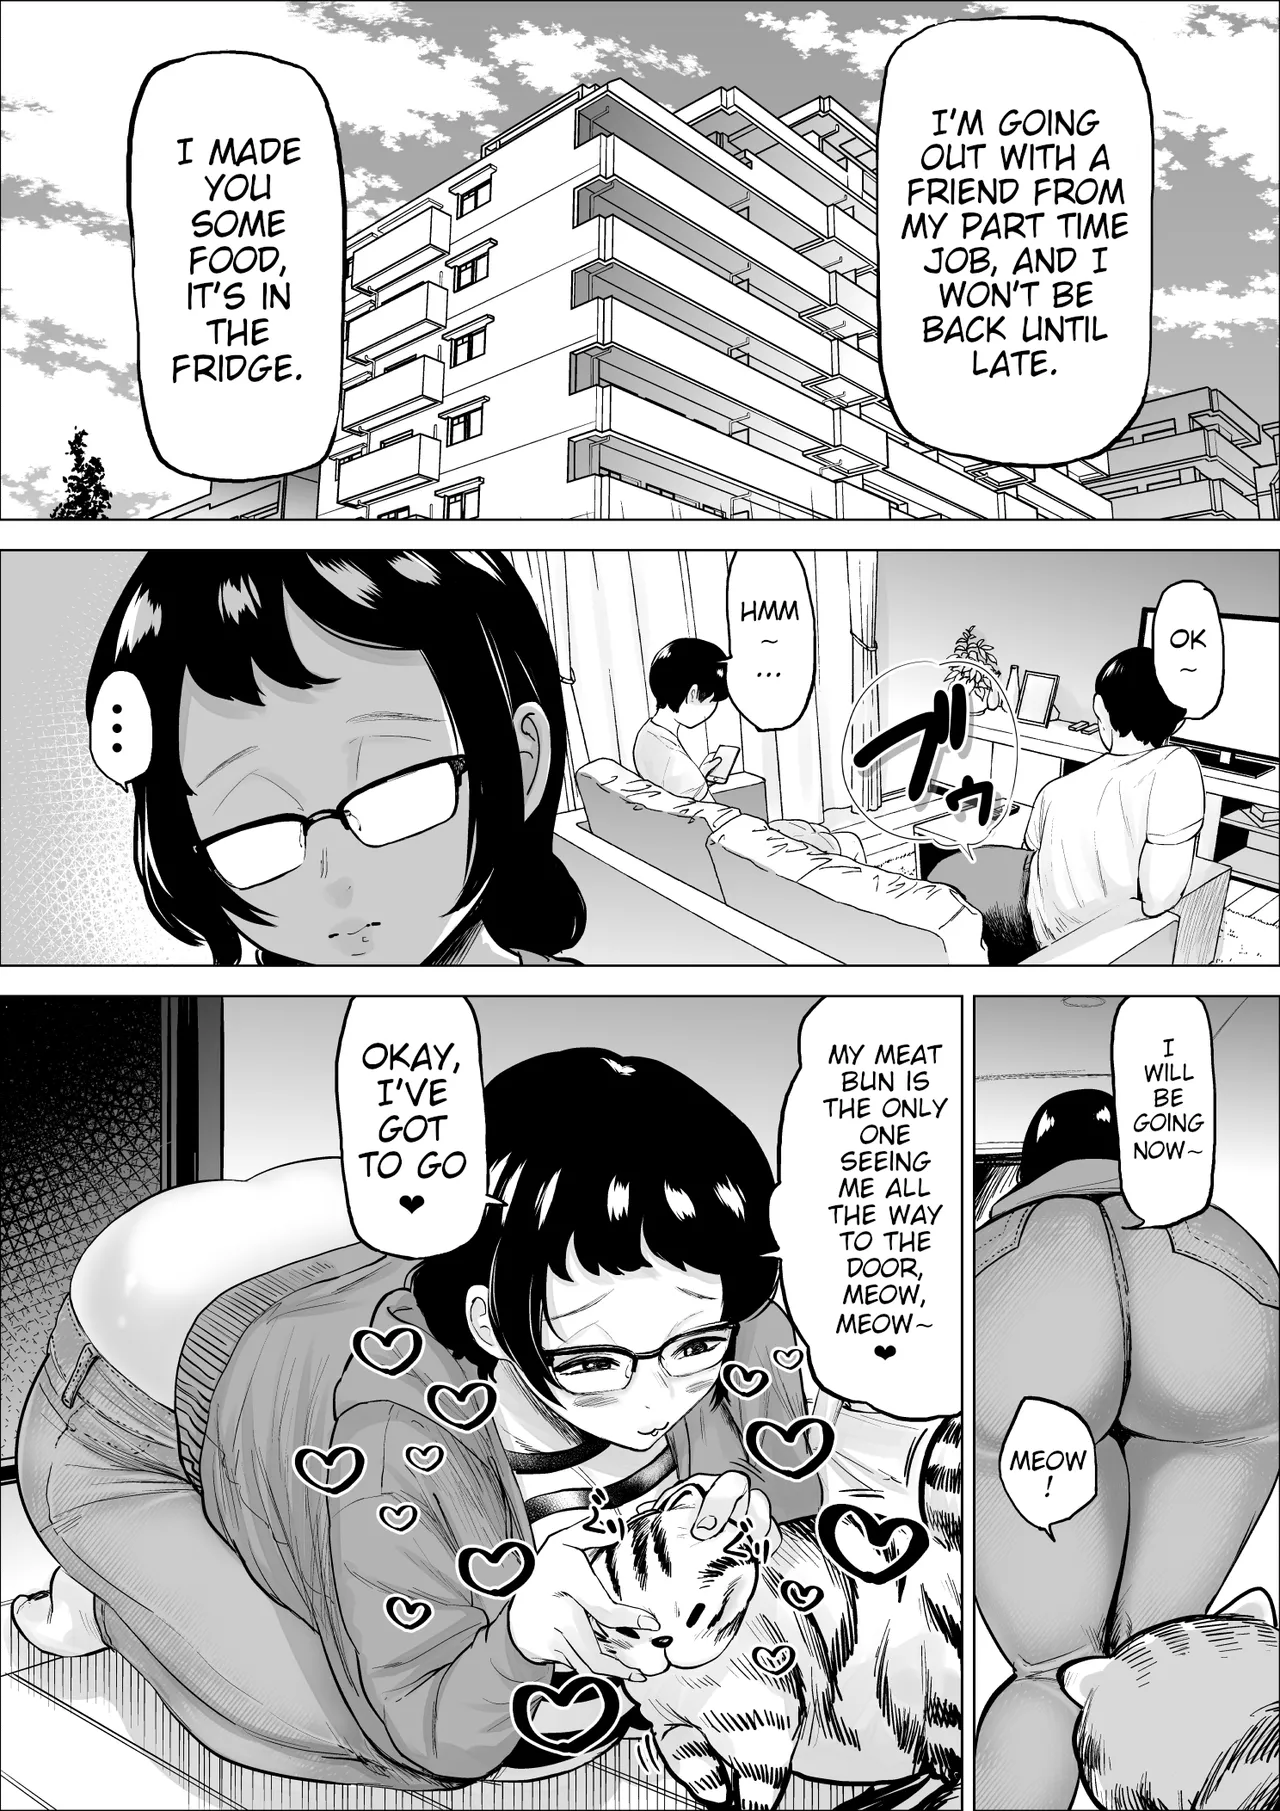 I'M GOING
OUT WITH A
FRIEND FROM
MY PART TIME
JOB, AND I
WON'T BE
BACK UNTIL
LATE.
I MADE
YOU
SOME
FOOD,
IT'S IN
THE
FRIDGE.
OK
~
ブゥ
HMM
~
...
...
I
WILL
BE
GOING
NOW~
MEOW
!
MY MEAT
BUN IS
THE ONLY
ONE
SEEING
ME ALL
THE WAY
TO THE
DOOR,
MEOW,
MEOW~
♥
OKAY,
I'VE
GOT
TO GO
♥